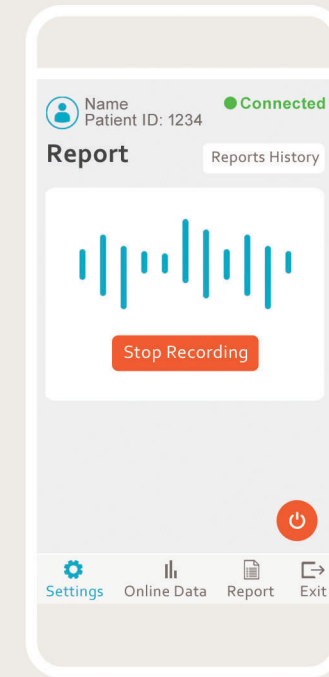 Name
Patient ID: 1234
Connected
Report
Reports History
Stop Recording
Settings Online Data Report Exit